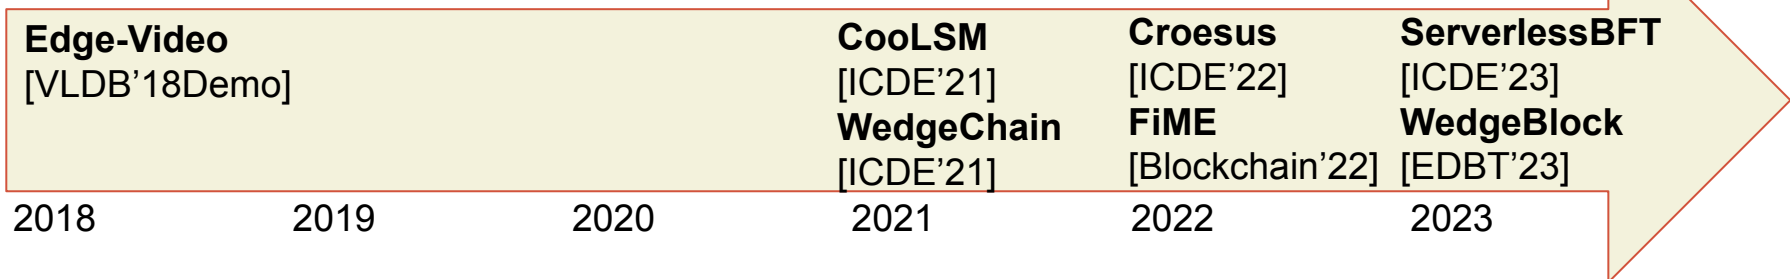 Edge-Video
[VLDB’18Demo]
CooLSM
[ICDE’21]
WedgeChain
[ICDE’21]
Croesus
[ICDE’22]
FiME
[Blockchain’22]
ServerlessBFT
[ICDE’23]
WedgeBlock
[EDBT’23]
2018 2019 2020 2021 2022 2023